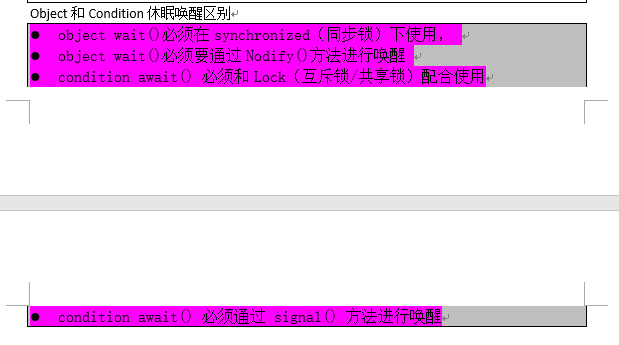 Object 和 Condition 休眠唤醒区别
● object wait()必须在 synchronized（同步锁）下使用，
● object wait()必须要通过 Nodify()方法进行唤醒
● condition await() 必须和 Lock（互斥锁/共享锁）配合使用
● condition await() 必须通过 signal() 方法进行唤醒